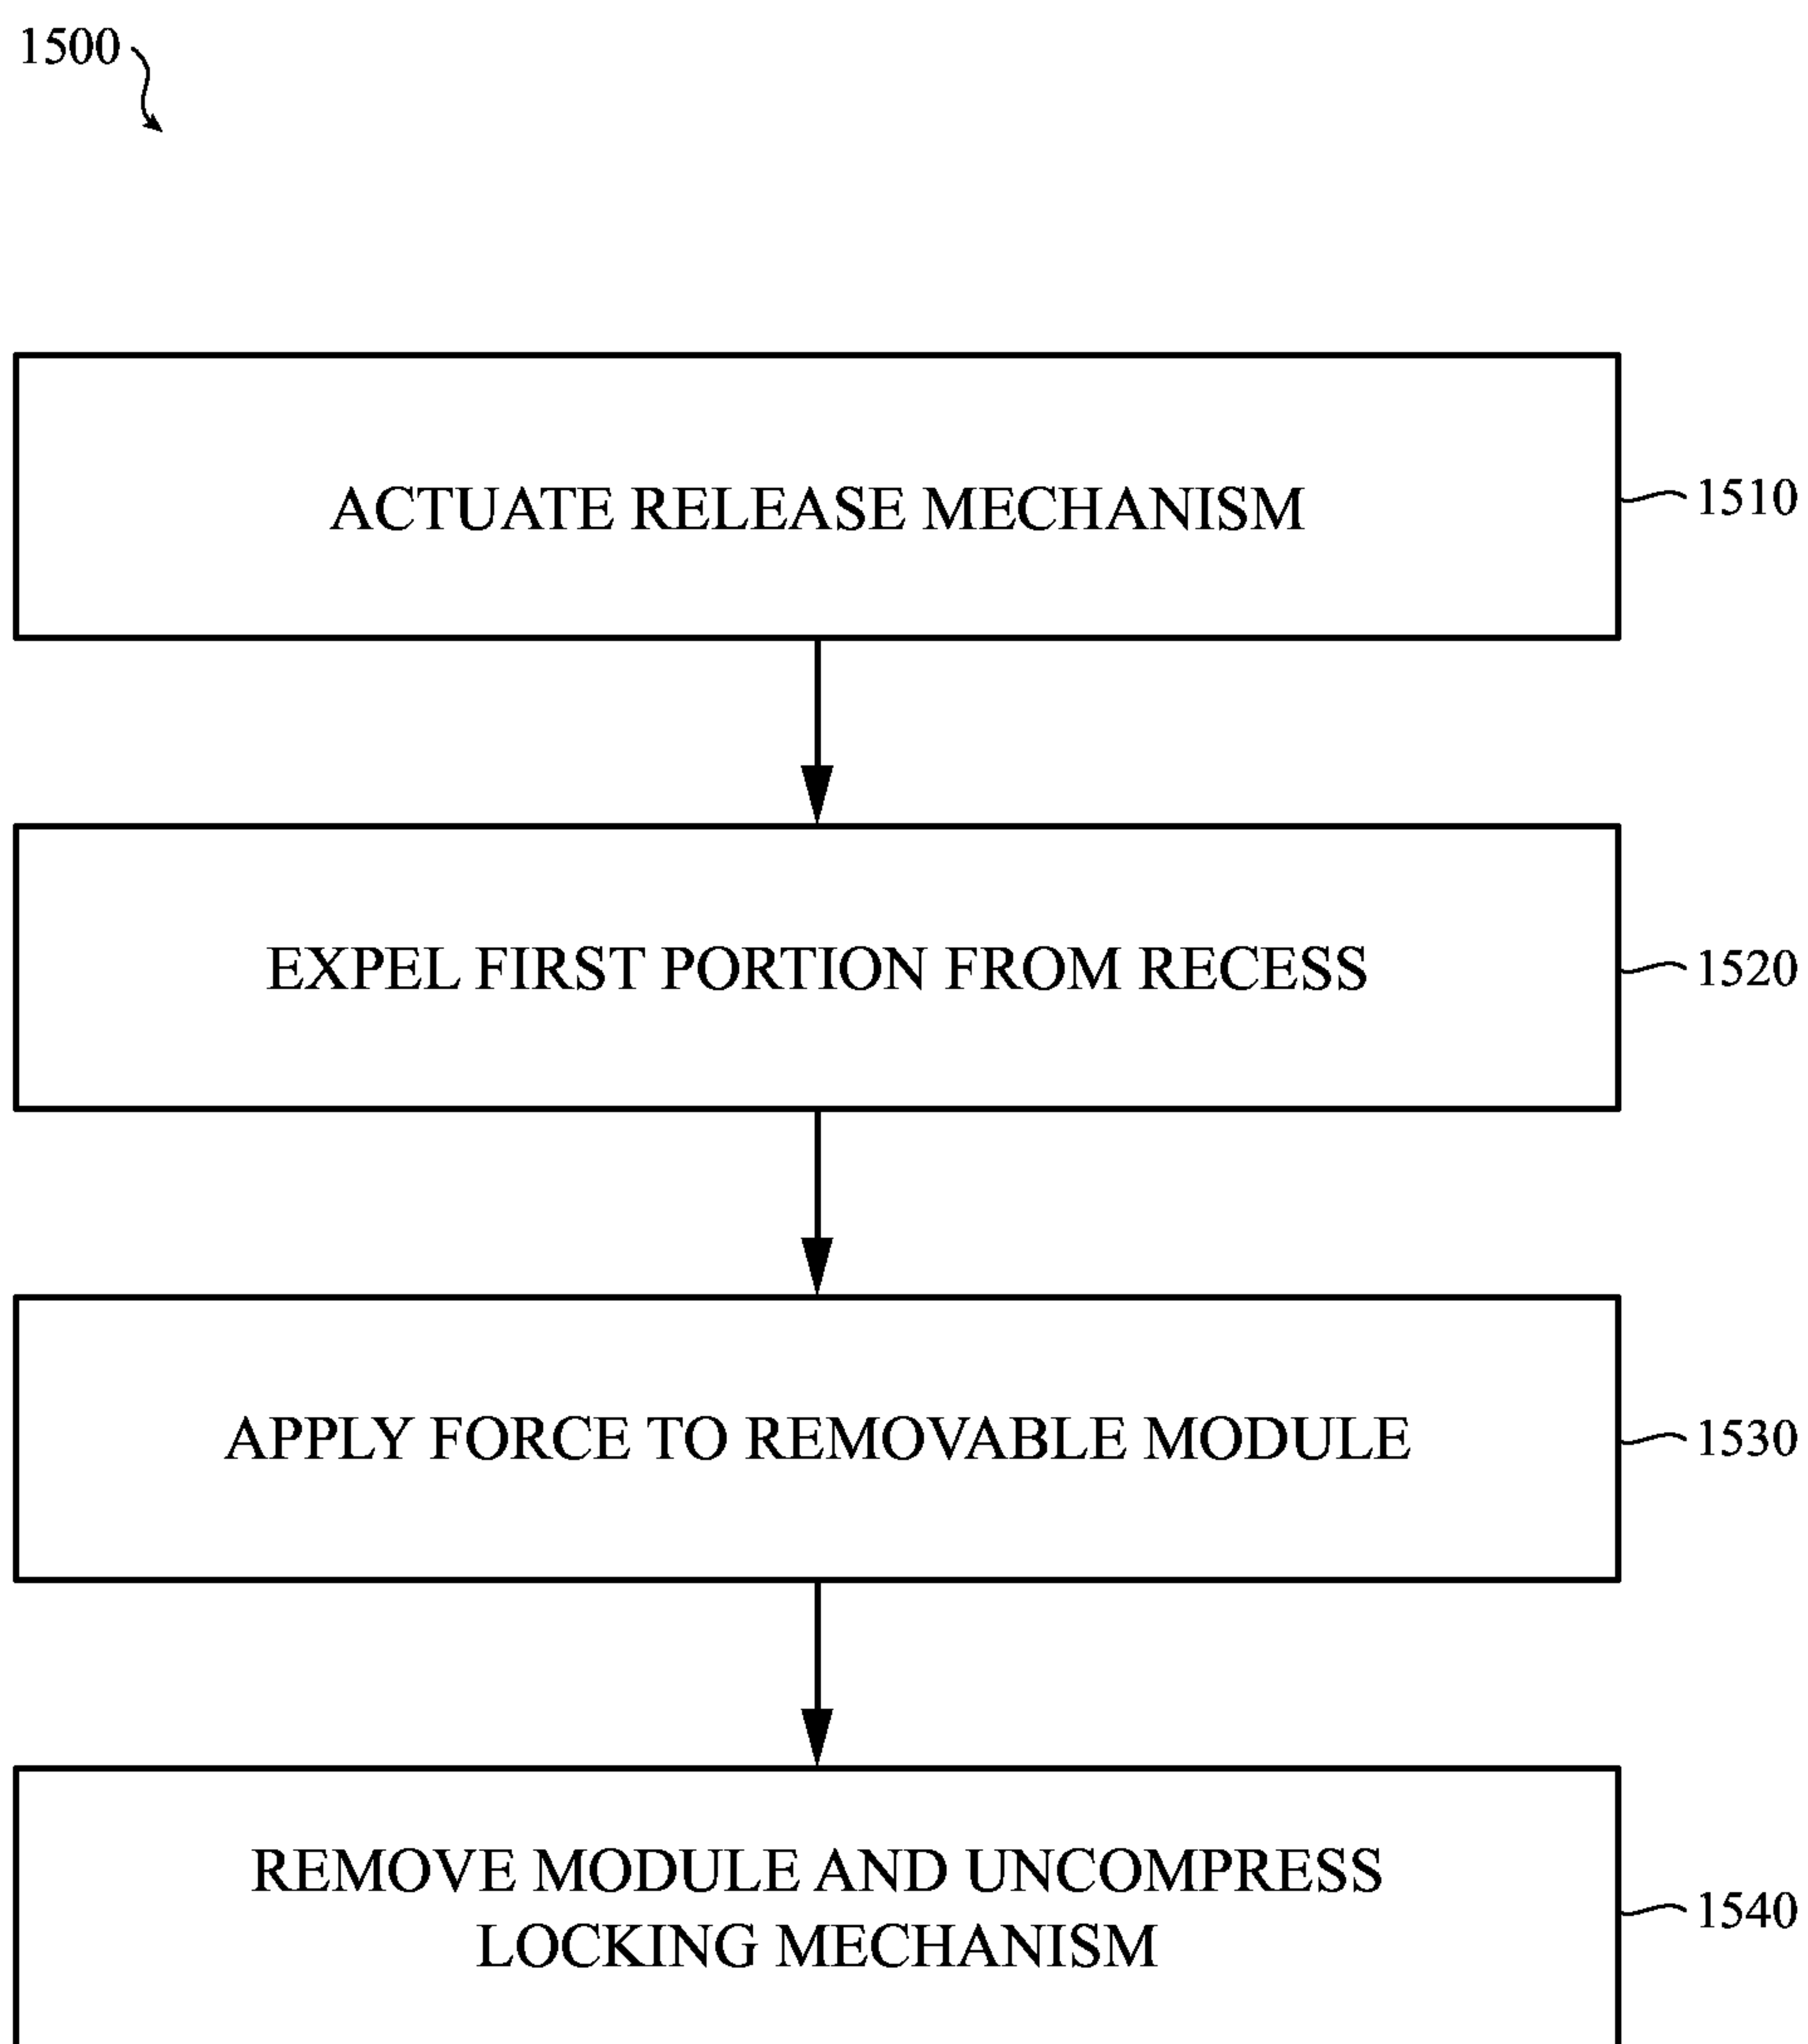 1500
ACTUATE RELEASE MECHANISM
1510
EXPEL FIRST PORTION FROM RECESS
1520
APPLY FORCE TO REMOVABLE MODULE
1530
REMOVE MODULE AND UNCOMPRESS
LOCKING MECHANISM
1540